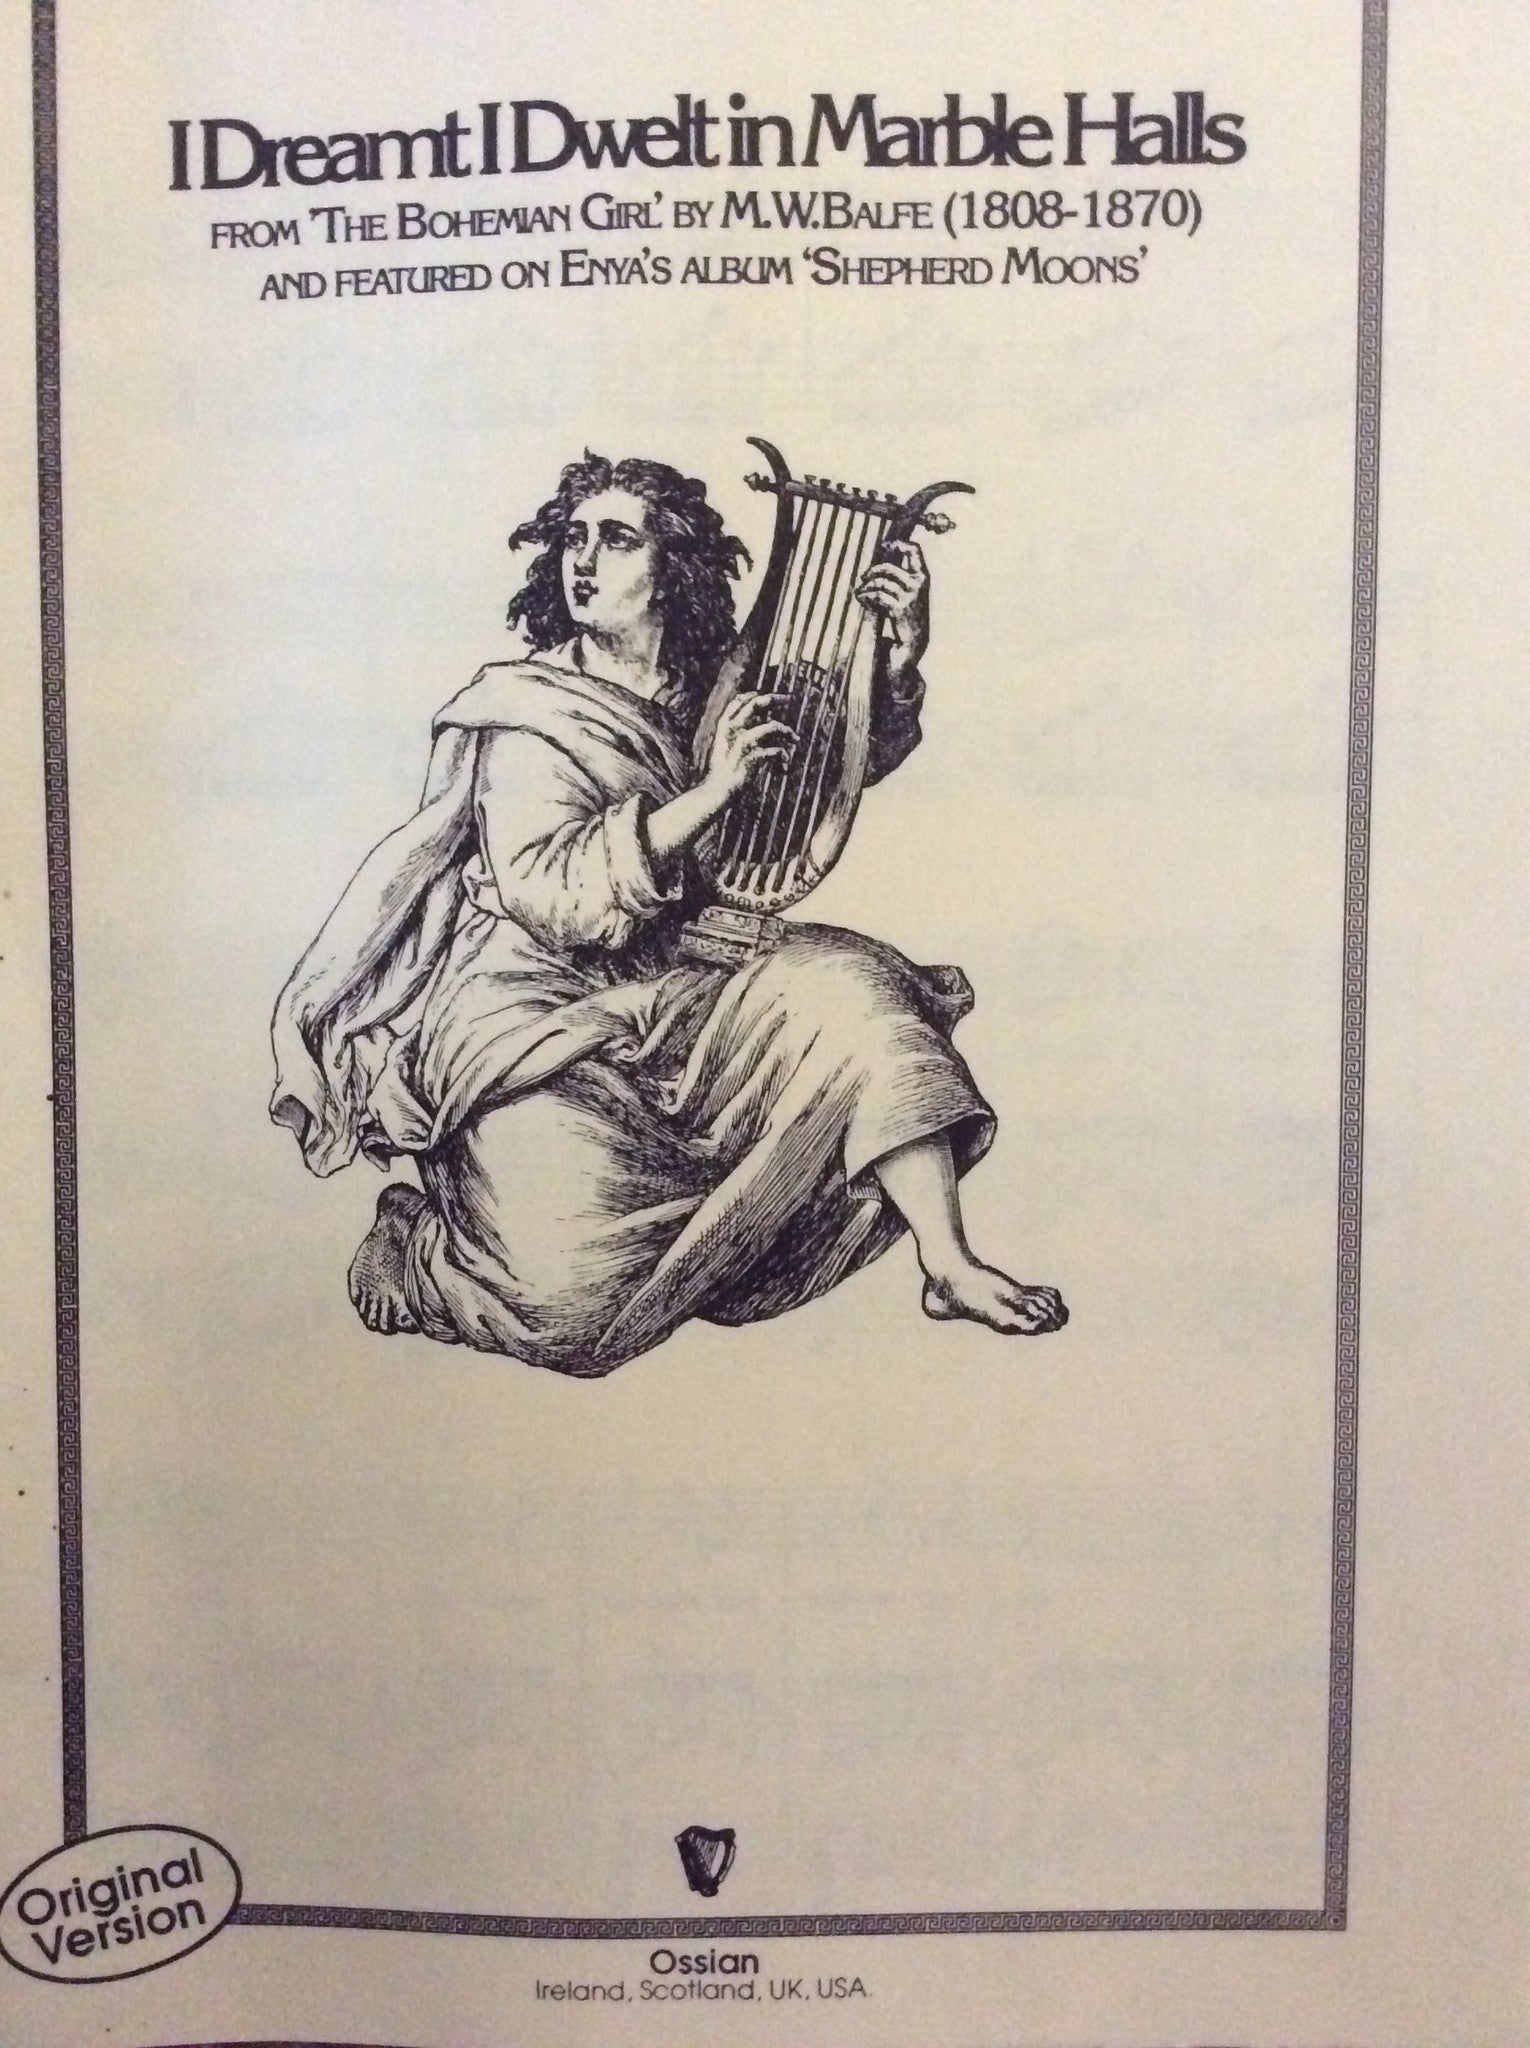 I Dreamt I Dwelt in Marble Halls
FROM 'THE BOHEMIAN GIRL' BY M.W.BALFE (1808-1870)
AND FEATURED ON ENYA'S ALBUM 'SHEPHERD MOONS'
Original
Version
Ossian
Ireland, Scotland, UK, USA.